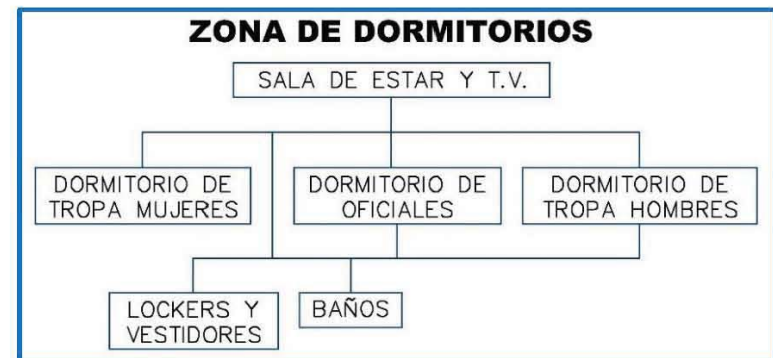 ZONA DE DORMITORIOS
SALA DE ESTAR Y T.V.
DORMITORIO DE
TROPA MUJERES
DORMITORIO DE
OFICIALES
DORMITORIO DE
TROPA HOMBRES
LOCKERS Y
VESTIDORES
BAÑOS